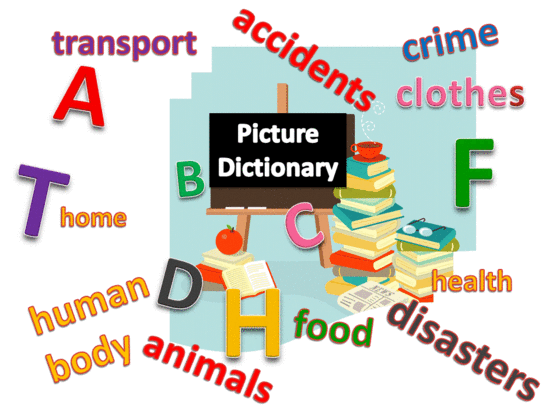 transport
accidents
crime
clothes
A
Picture
Dictionary
B
F
T
home
C
human
body
D
H
health
food
disasters
animals